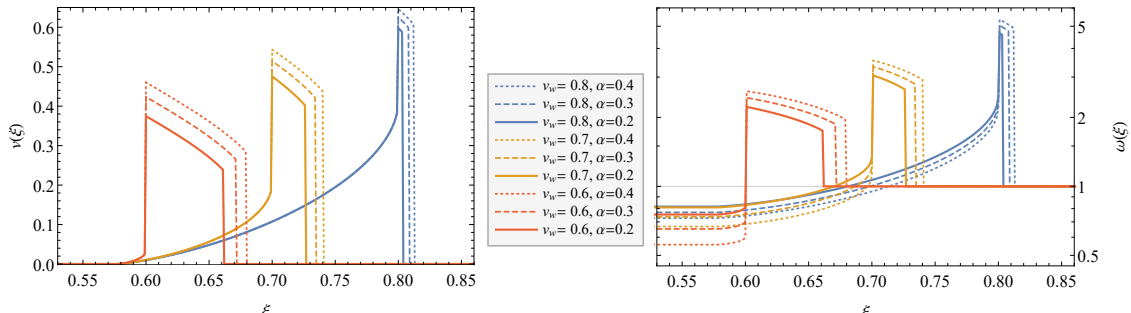 0.6
0.5
0.4
0.3
0.2
0.1
0.0
v(ξ)
0.55 0.60 0.65 0.70 0.75 0.80 0.85
ξ
v_w= 0.8, α=0.4
v_w= 0.8, α=0.3
v_w= 0.8, α=0.2
v_w= 0.7, α=0.4
v_w= 0.7, α=0.3
v_w= 0.7, α=0.2
v_w= 0.6, α=0.4
v_w= 0.6, α=0.3
v_w= 0.6, α=0.2
5
2
1
0.5
ω(ξ)
0.55 0.60 0.65 0.70 0.75 0.80 0.85
ξ